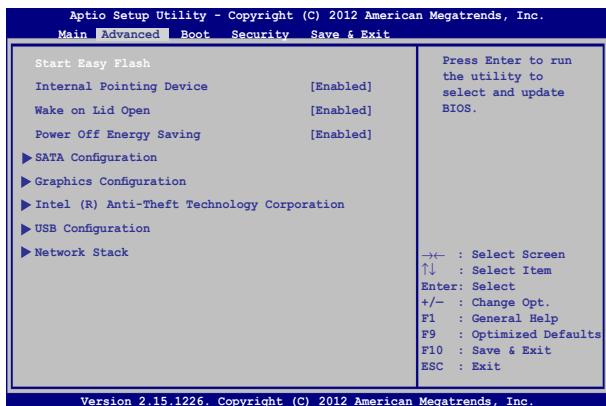 Aptio Setup Utility - Copyright (C) 2012 American Megatrends, Inc.
Main Advanced Boot Security Save & Exit
Start Easy Flash
Internal Pointing Device [Enabled]
Wake on Lid Open [Enabled]
Power Off Energy Saving [Enabled]
SATA Configuration
Graphics Configuration
Intel (R) Anti-Theft Technology Corporation
USB Configuration
Network Stack
Press Enter to run
the utility to
select and update
BIOS.
→← : Select Screen
↑↓ : Select Item
Enter: Select
+/— : Change Opt.
F1 : General Help
F9 : Optimized Defaults
F10 : Save & Exit
ESC : Exit
Version 2.15.1226. Copyright (C) 2012 American Megatrends, Inc.